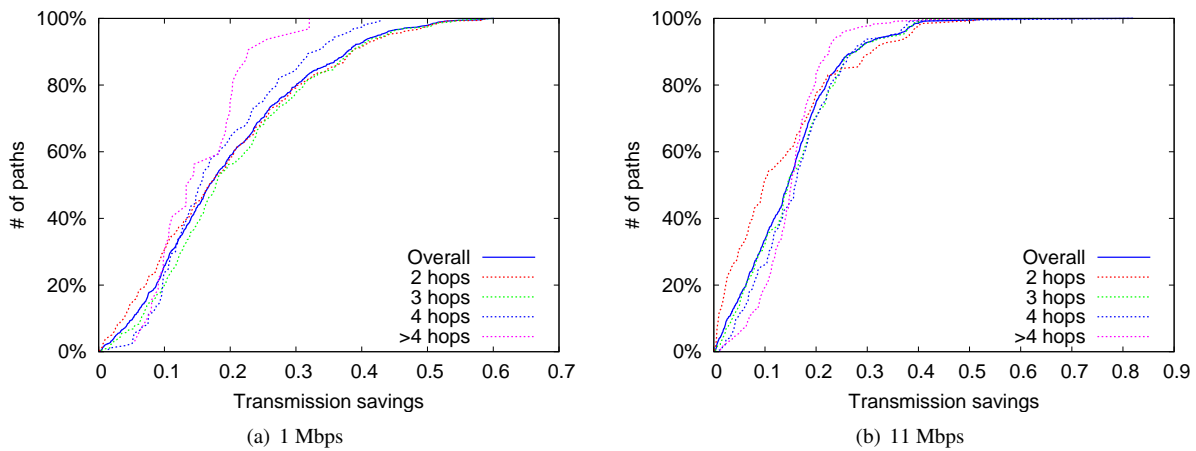 100%
80%
60%
40%
20%
0%
# of paths
Overall
2 hops
3 hops
4 hops
>4 hops
0 0.1 0.2 0.3 0.4 0.5 0.6 0.7
Transmission savings
(a) 1 Mbps
100%
80%
60%
40%
20%
0%
# of paths
Overall
2 hops
3 hops
4 hops
>4 hops
0 0.1 0.2 0.3 0.4 0.5 0.6 0.7 0.8 0.9
Transmission savings
(b) 11 Mbps